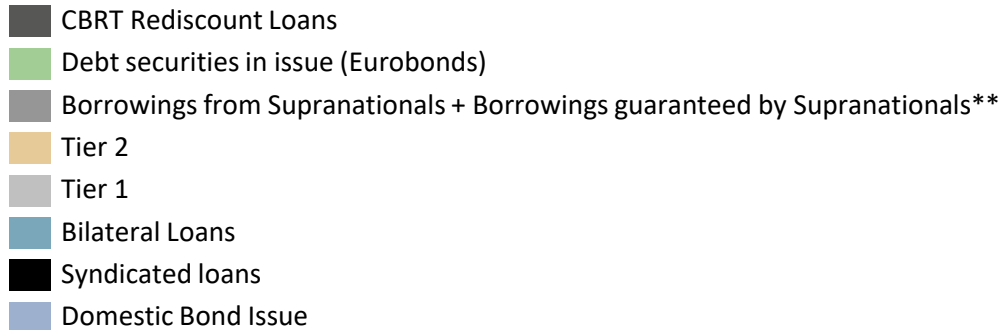 CBRT Rediscount Loans
Debt securities in issue (Eurobonds)
Borrowings from Supranationals + Borrowings guaranteed by Supranationals**
Tier 2
Tier 1
Bilateral Loans
Syndicated loans
Domestic Bond Issue